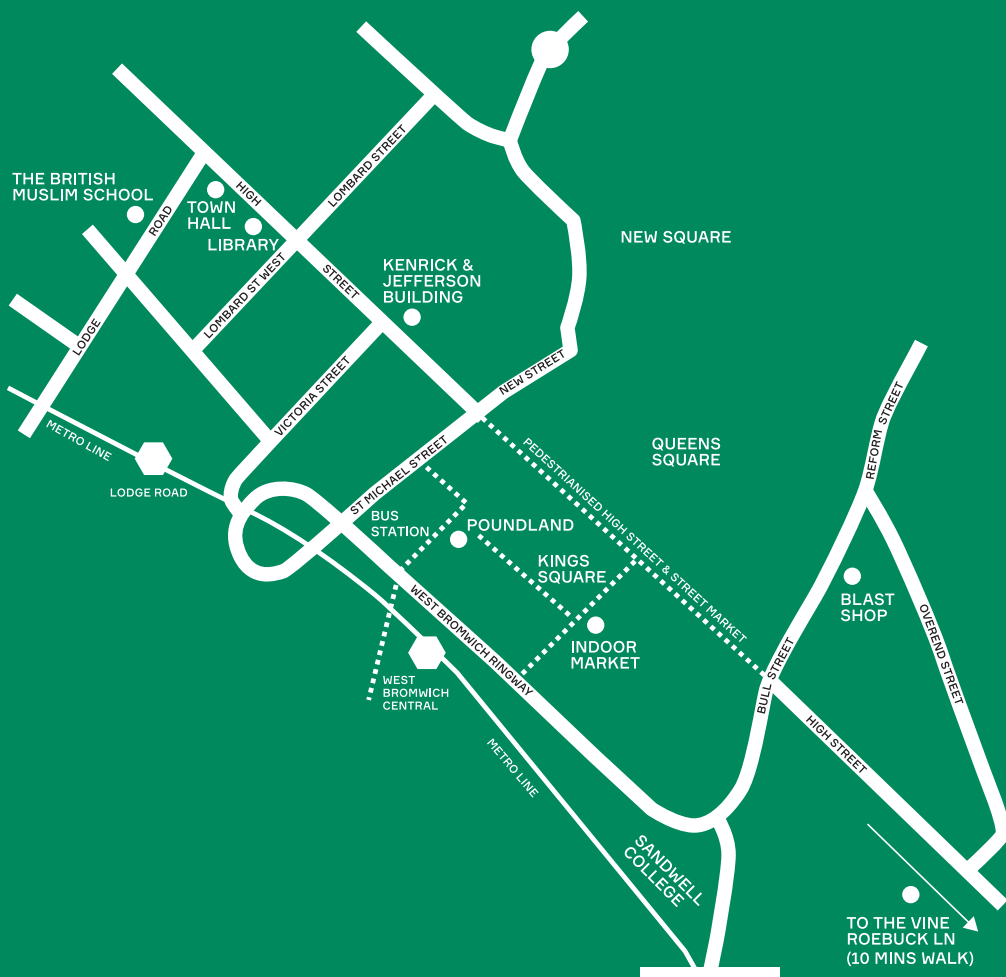 THE BRITISH
MUSLIM SCHOOL
ROAD
LODGE
TOWN
HALL
LIBRARY
HIGH
STREET
LOMBARD STREET
LOMBARD ST WEST
KENRICK &
JEFFERSON
BUILDING
NEW SQUARE
VICTORIA STREET
NEW STREET
ST MICHAEL STREET
METRO LINE
LODGE ROAD
BUS
STATION
POUNDLAND
KINGS
SQUARE
QUEENS
SQUARE
PEDESTRIANISED HIGH STREET & STREET MARKET
REFORM STREET
BLAST
SHOP
OVEREND STREET
INDOOR
MARKET
WEST BROMWICH RINGWAY
WEST
BROMWICH
CENTRAL
BULL STREET
HIGH STREET
METRO LINE
SANDWELL
COLLEGE
TO THE VINE
ROEBUCK LN
(10 MINS WALK)